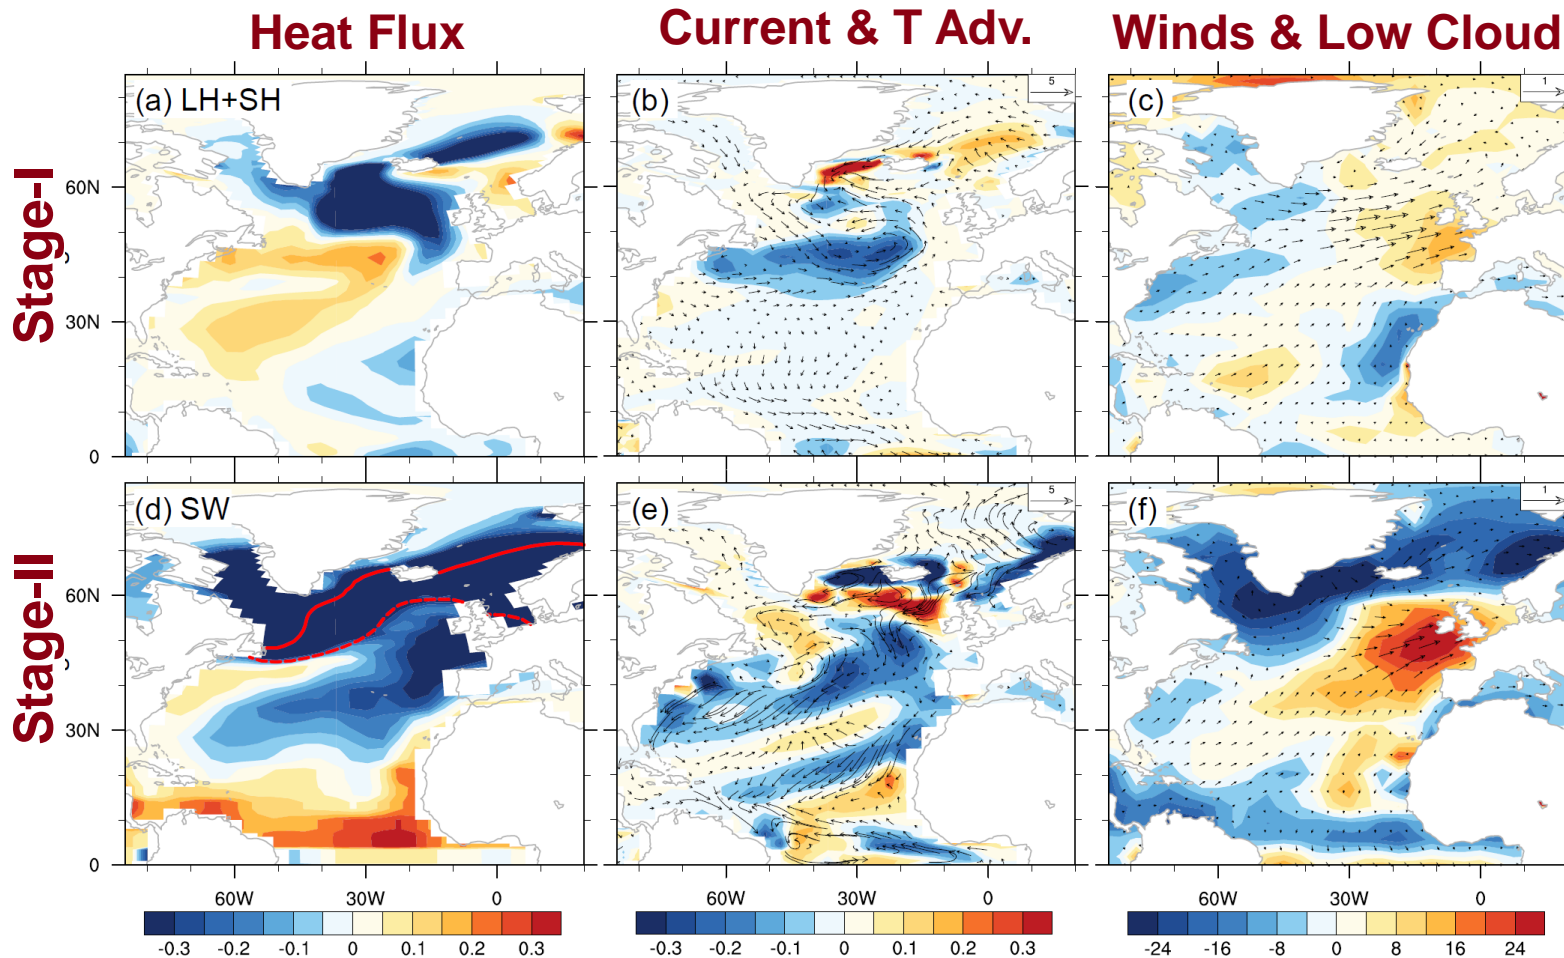 Heat Flux Current & T Adv. Winds & Low Cloud
Stage-I
(a) LH+SH
(b)
5
(c)
1
60N
30N
0
Stage-II
(d) SW
(e)
5
(f)
1
60N
30N
0
60W 30W 0 60W 30W 0 60W 30W 0
-0.3 -0.2 -0.1 0 0.1 0.2 0.3
-0.3 -0.2 -0.1 0 0.1 0.2 0.3
-24 -16 -8 0 8 16 24